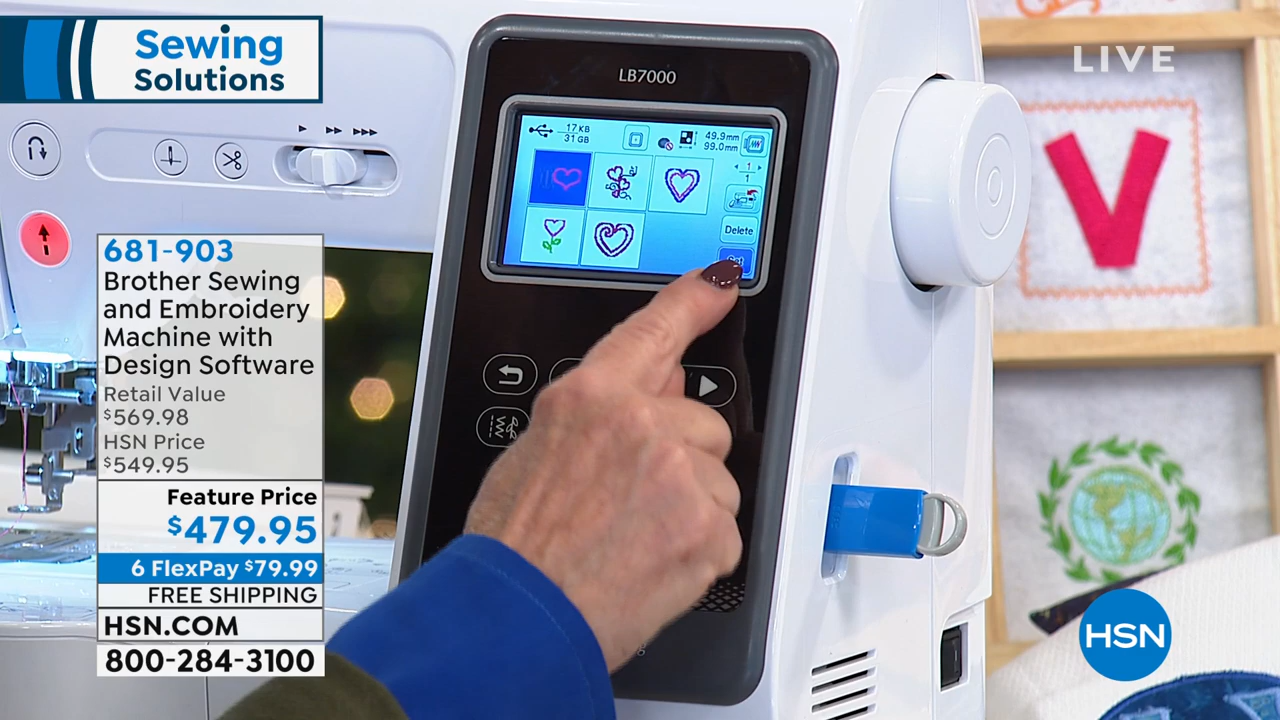 Sewing
Solutions
LIVE
LB7000
17 KB
31 GB
49.9mm
99.0mm
1
1
Delete
Set
V
681-903
Brother Sewing
and Embroidery
Machine with
Design Software
Retail Value
$569.98
HSN Price
$549.95
Feature Price
$479.95
6 FlexPay $79.99
FREE SHIPPING
HSN.COM
800-284-3100
HSN